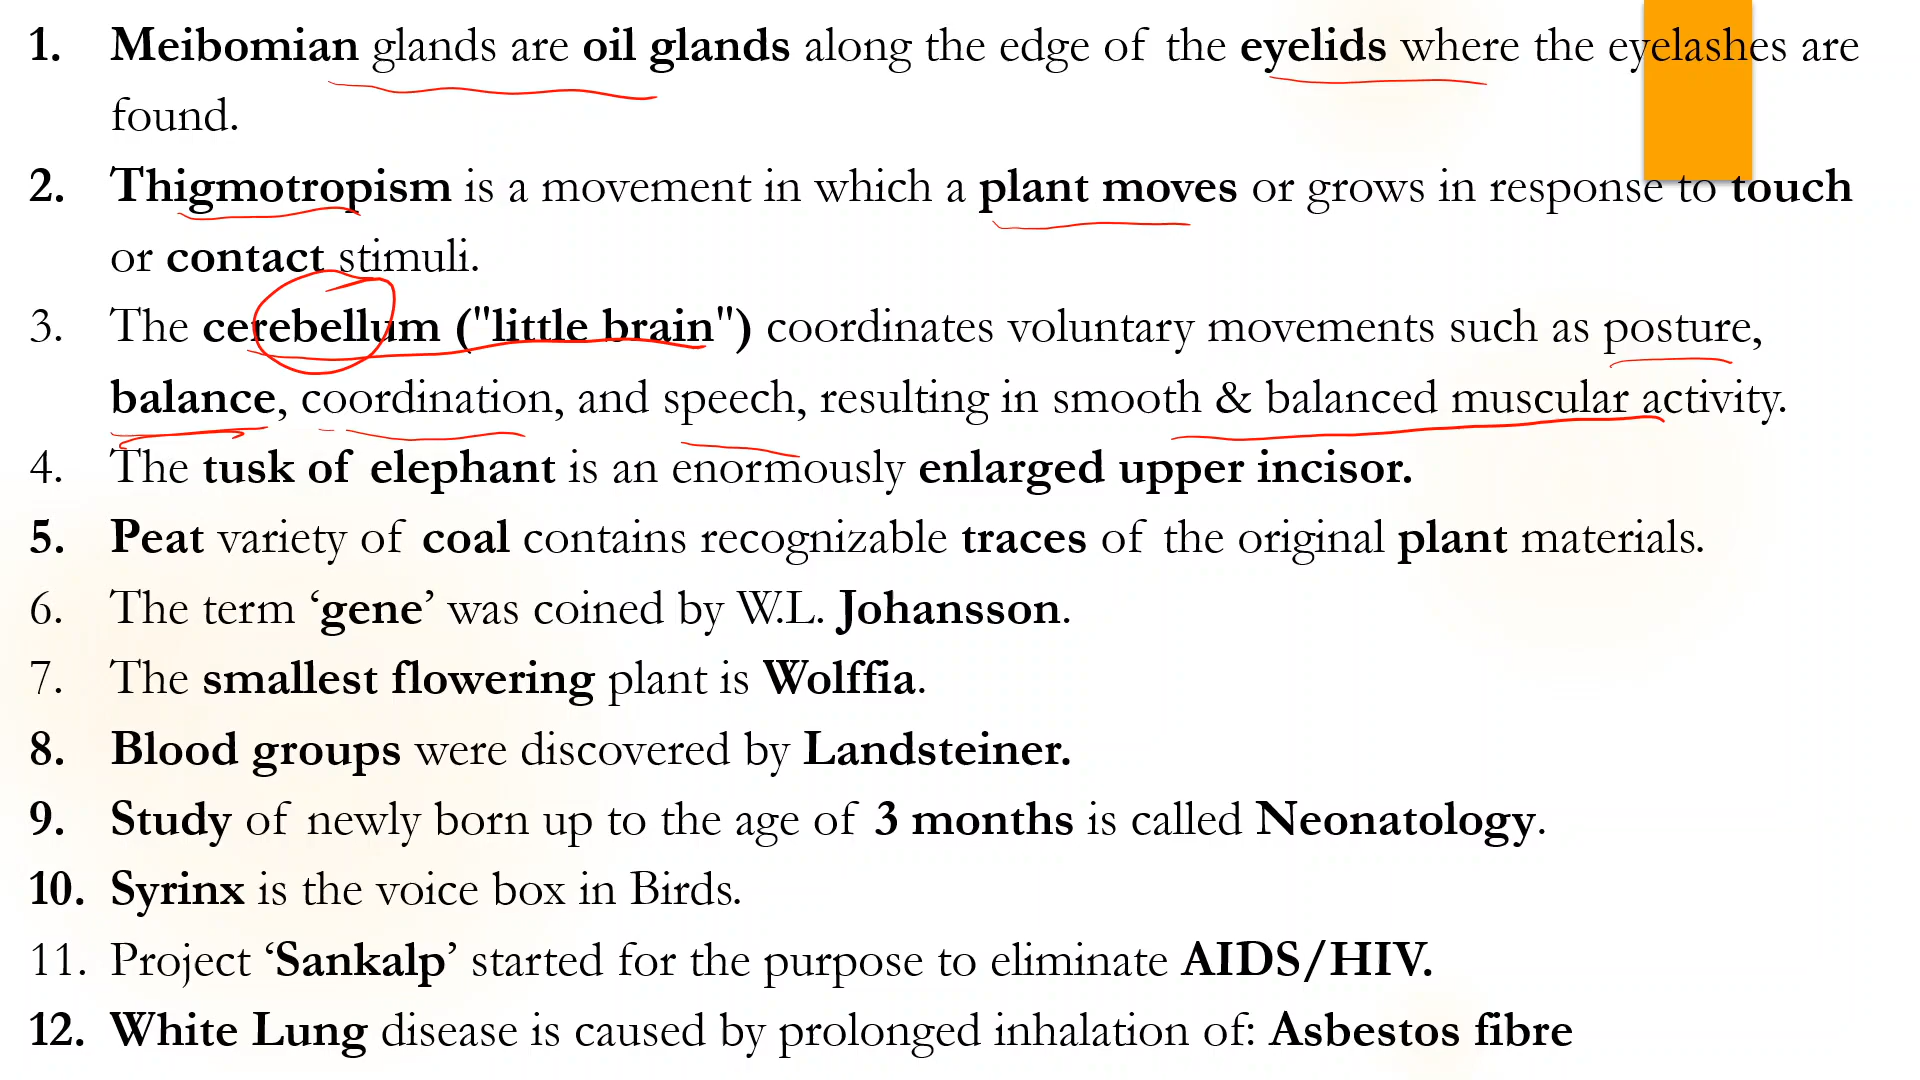 1. Meibomian glands are oil glands along the edge of the eyelids where the eyelashes are
found.
2. Thigmotropism is a movement in which a plant moves or grows in response to touch
or contact stimuli.
3. The cerebellum ("little brain") coordinates voluntary movements such as posture,
balance, coordination, and speech, resulting in smooth & balanced muscular activity.
4. The tusk of elephant is an enormously enlarged upper incisor.
5. Peat variety of coal contains recognizable traces of the original plant materials.
6. The term ‘gene’ was coined by W.L. Johansson.
7. The smallest flowering plant is Wolffia.
8. Blood groups were discovered by Landsteiner.
9. Study of newly born up to the age of 3 months is called Neonatology.
10. Syrinx is the voice box in Birds.
11. Project ‘Sankalp’ started for the purpose to eliminate AIDS/HIV.
12. White Lung disease is caused by prolonged inhalation of: Asbestos fibre